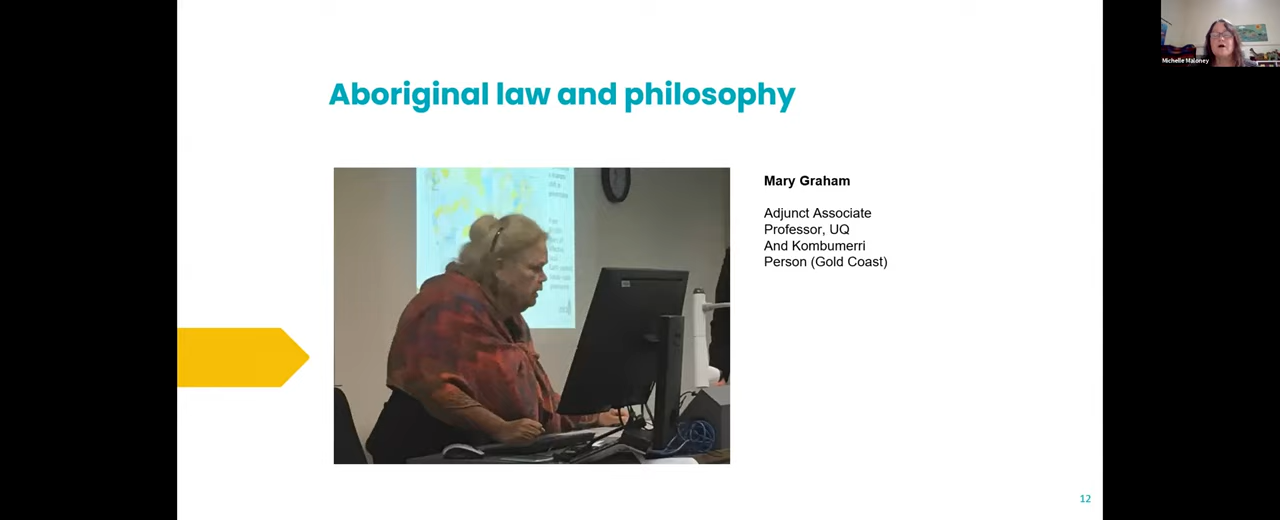 Michelle Maloney
Aboriginal law and philosophy
Mary Graham
Adjunct Associate
Professor, UQ
And Kombumerri
Person (Gold Coast)
12